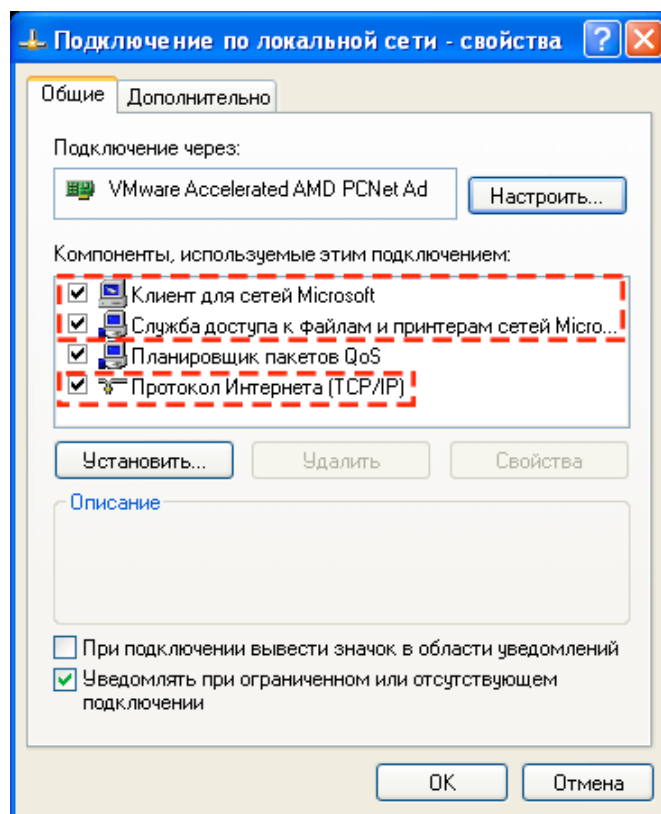 Подключение по локальной сети - свойства
Общие
Дополнительно
Подключение через:
VMware Accelerated AMD PCNet Ad
Настроить...
Компоненты, используемые этим подключением:
Клиент для сетей Microsoft
Служба доступа к файлам и принтерам сетей Micro...
Планировщик пакетов QoS
Протокол Интернета (TCP/IP)
Установить...
Удалить
Свойства
Описание
При подключении вывести значок в области уведомлений
Уведомлять при ограниченном или отсутствующем
подключении
OK
Отмена